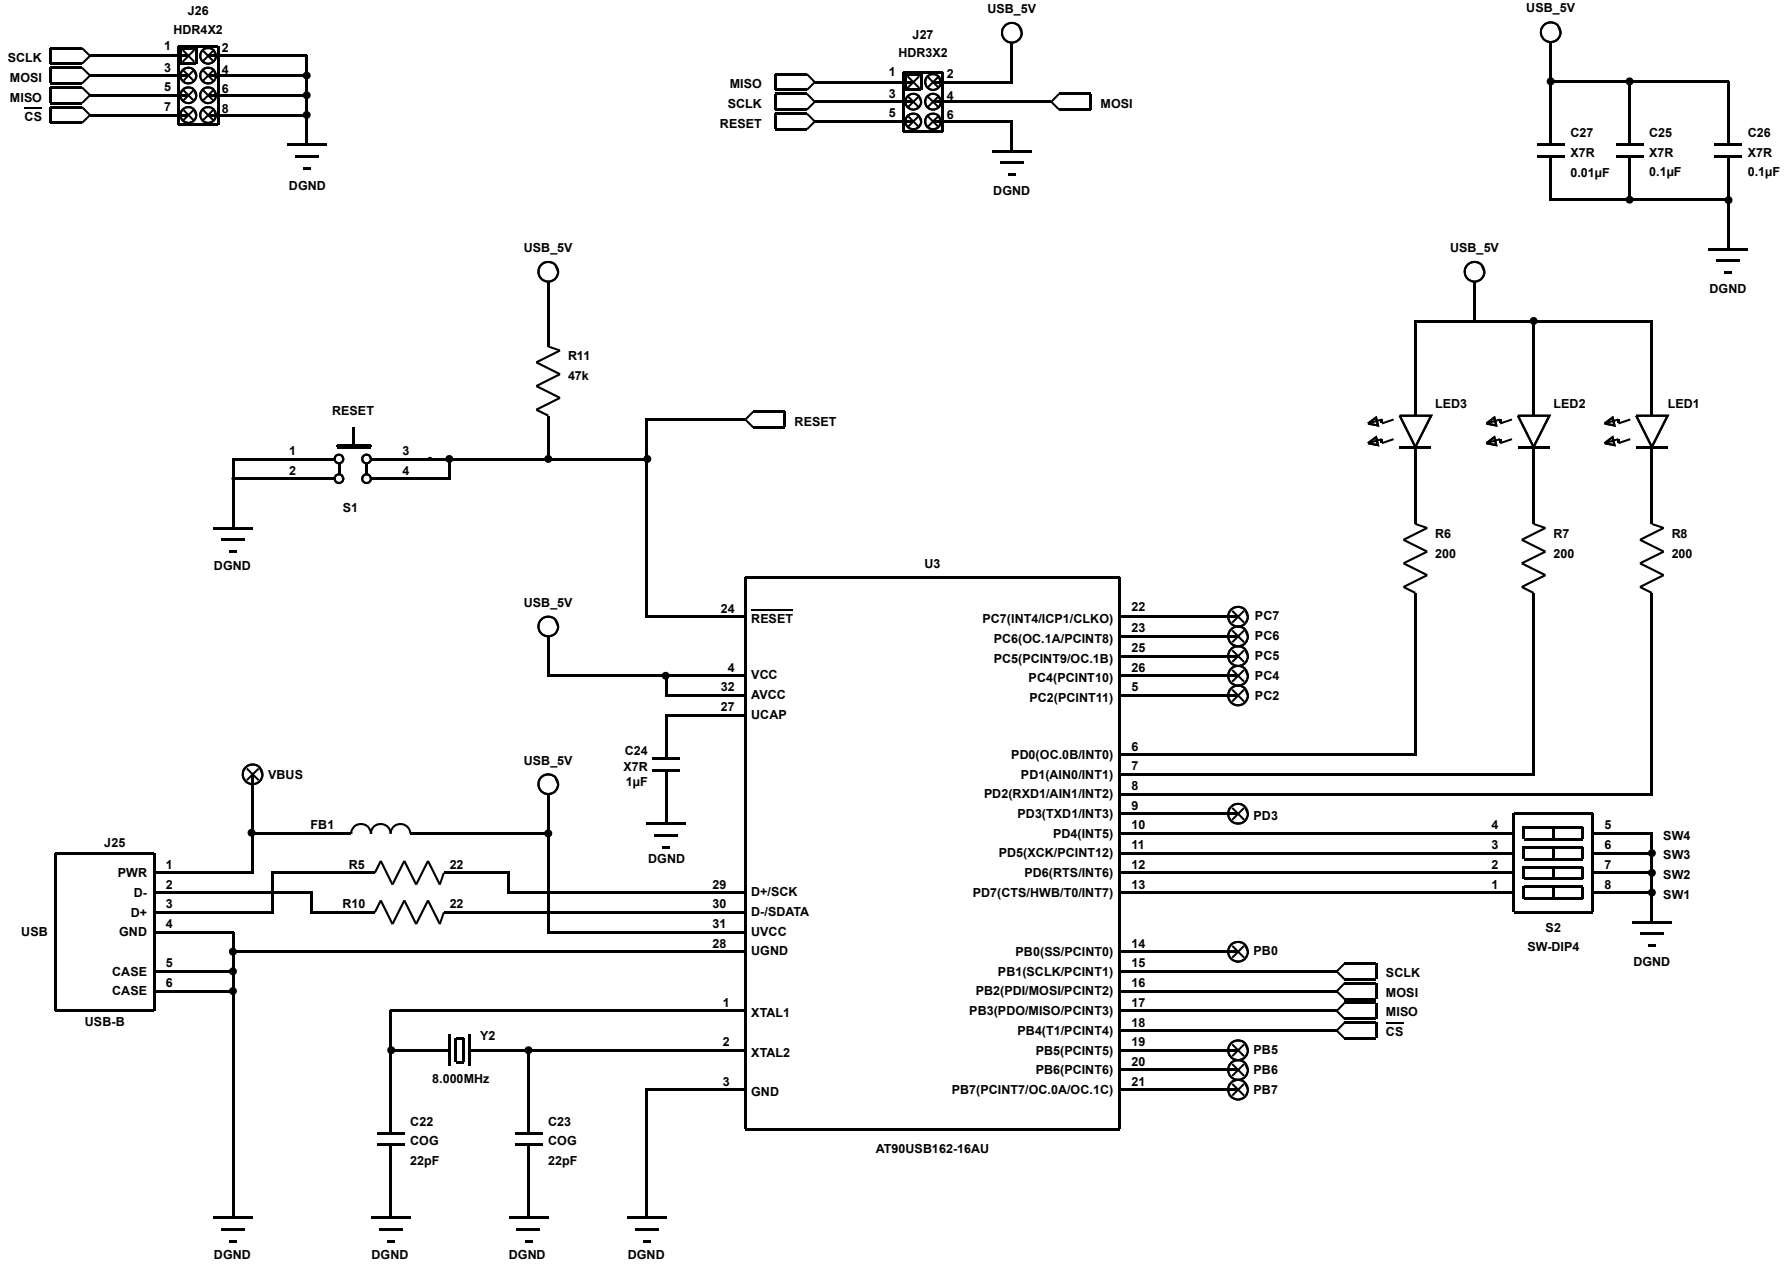 J26
HDR4X2
SCLK 1 2
MOSI 3 4
MISO 5 6
CS 7 8
DGND
USB_5V
J27
HDR3X2
MISO 1 2
SCLK 3 4 MOSI
RESET 5 6
DGND
USB_5V
C27
X7R
0.01µF
C25
X7R
0.1µF
C26
X7R
0.1µF
DGND
USB_5V
R11
47k
RESET
1 3
2 4
S1
DGND
RESET
USB_5V
LED3
LED2
LED1
R6
200
R7
200
R8
200
U3
USB_5V
24 RESET
4 VCC
32 AVCC
27 UCAP
C24
X7R
1µF
DGND
VBUS
USB_5V
FB1
J25
USB
PWR 1
D- 2
D+ 3
GND 4
CASE 5
CASE 6
USB-B
R5 22
R10 22
29 D+/SCK
30 D-/SDATA
31 UVCC
28 UGND
1 XTAL1
2 XTAL2
3 GND
Y2
8.000MHz
C22
COG
22pF
C23
COG
22pF
DGND
DGND
DGND
DGND
PC7(INT4/ICP1/CLKO) 22 PC7
PC6(OC.1A/PCINT8) 23 PC6
PC5(PCINT9/OC.1B) 25 PC5
PC4(PCINT10) 26 PC4
PC2(PCINT11) 5 PC2
PD0(OC.0B/INT0) 6
PD1(AIN0/INT1) 7
PD2(RXD1/AIN1/INT2) 8
PD3(TXD1/INT3) 9 PD3
PD4(INT5) 10 4 5 SW4
PD5(XCK/PCINT12) 11 3 6 SW3
PD6(RTS/INT6) 12 2 7 SW2
PD7(CTS/HWB/T0/INT7) 13 1 8 SW1
S2
SW-DIP4
DGND
PB0(SS/PCINT0) 14 PB0
PB1(SCLK/PCINT1) 15 SCLK
PB2(PDI/MOSI/PCINT2) 16 MOSI
PB3(PDO/MISO/PCINT3) 17 MISO
PB4(T1/PCINT4) 18 CS
PB5(PCINT5) 19 PB5
PB6(PCINT6) 20 PB6
PB7(PCINT7/OC.0A/OC.1C) 21 PB7
AT90USB162-16AU